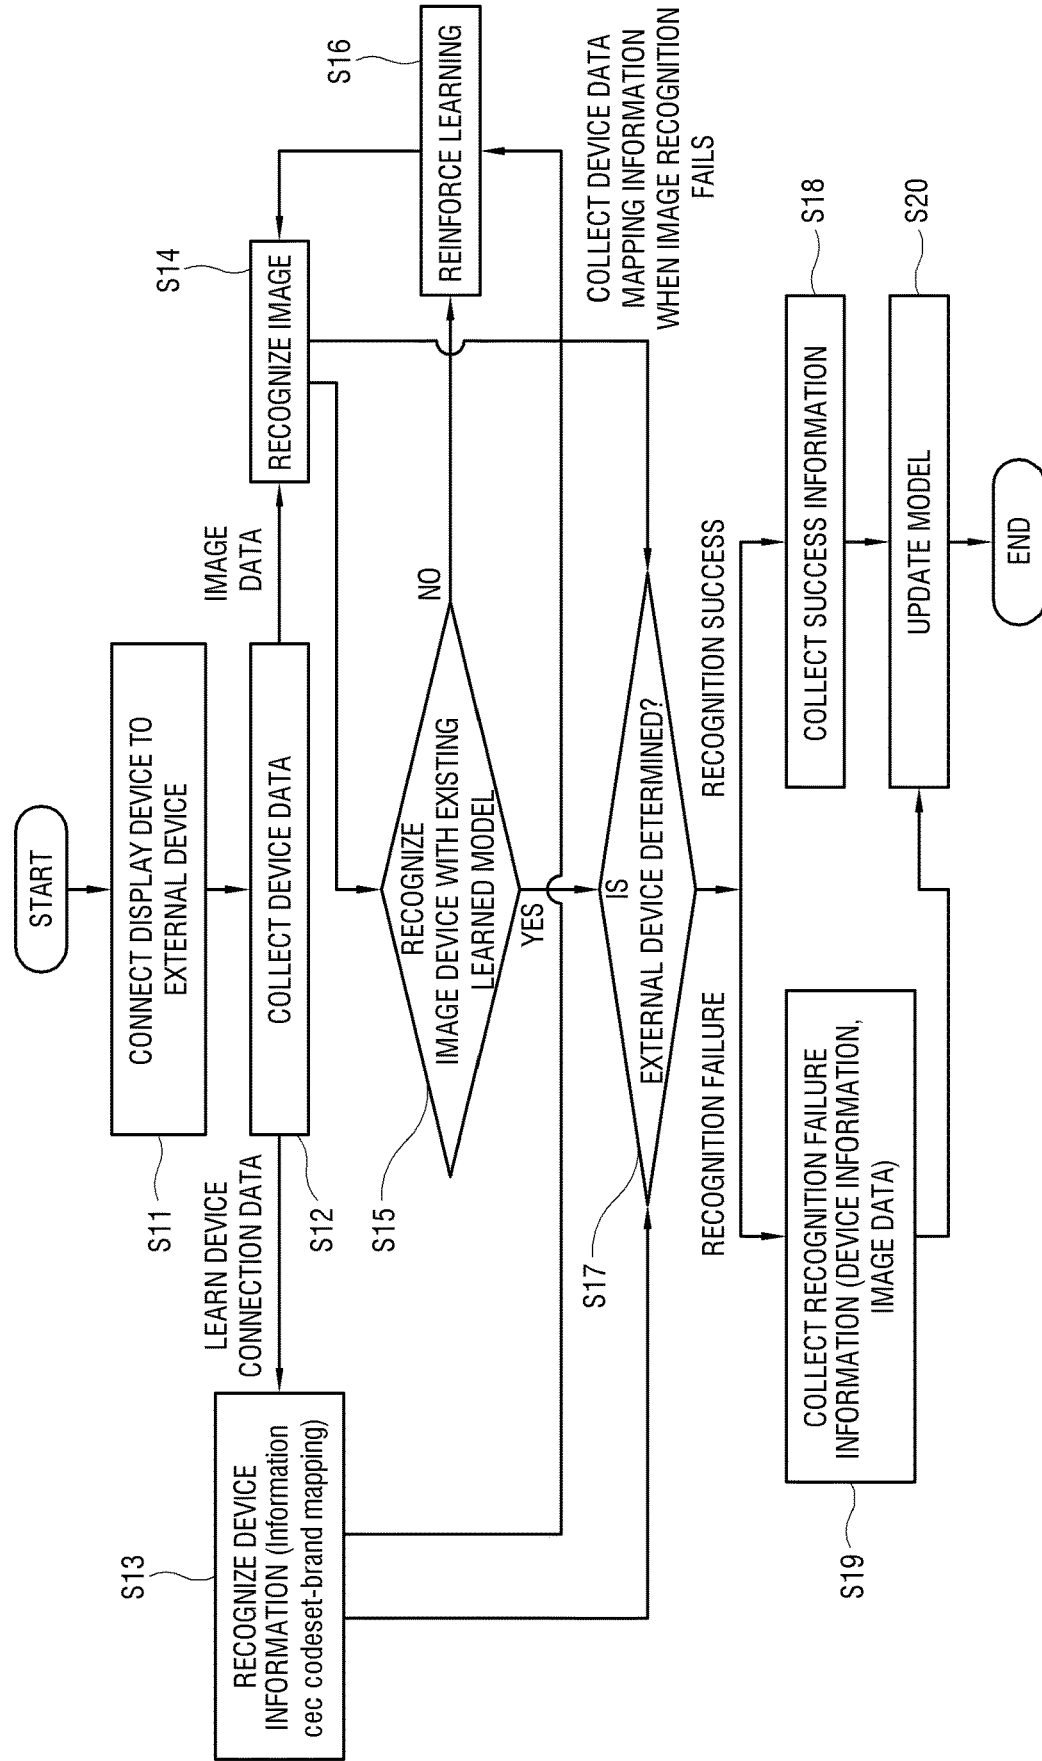 START
CONNECT DISPLAY DEVICE TO
EXTERNAL DEVICE
S11
LEARN DEVICE
CONNECTION DATA
COLLECT DEVICE DATA
S12
IMAGE
DATA
RECOGNIZE DEVICE
INFORMATION (Information
cec codeset-brand mapping)
S13
RECOGNIZE IMAGE
S14
RECOGNIZE
IMAGE DEVICE WITH EXISTING
LEARNED MODEL
S15
NO
YES
REINFORCE LEARNING
S16
COLLECT DEVICE DATA
MAPPING INFORMATION
WHEN IMAGE RECOGNITION
FAILS
IS
EXTERNAL DEVICE DETERMINED?
S17
RECOGNITION FAILURE
RECOGNITION SUCCESS
COLLECT RECOGNITION FAILURE
INFORMATION (DEVICE INFORMATION,
IMAGE DATA)
S19
COLLECT SUCCESS INFORMATION
S18
UPDATE MODEL
S20
END